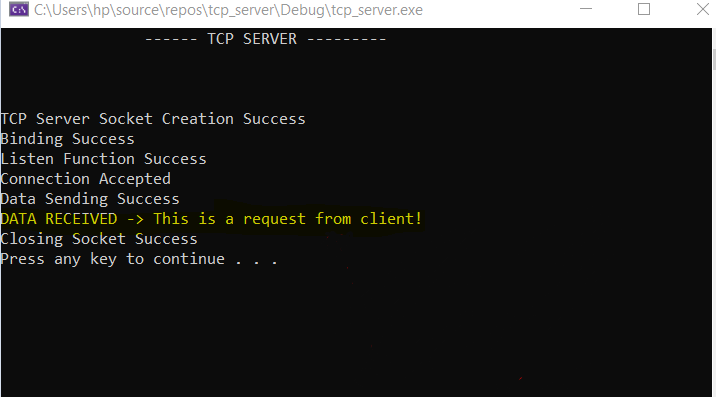 C:\Users\hp\source\repos\tcp_server\Debug\tcp_server.exe
------ TCP SERVER ---------
TCP Server Socket Creation Success
Binding Success
Listen Function Success
Connection Accepted
Data Sending Success
DATA RECEIVED -> This is a request from client!
Closing Socket Success
Press any key to continue . . .